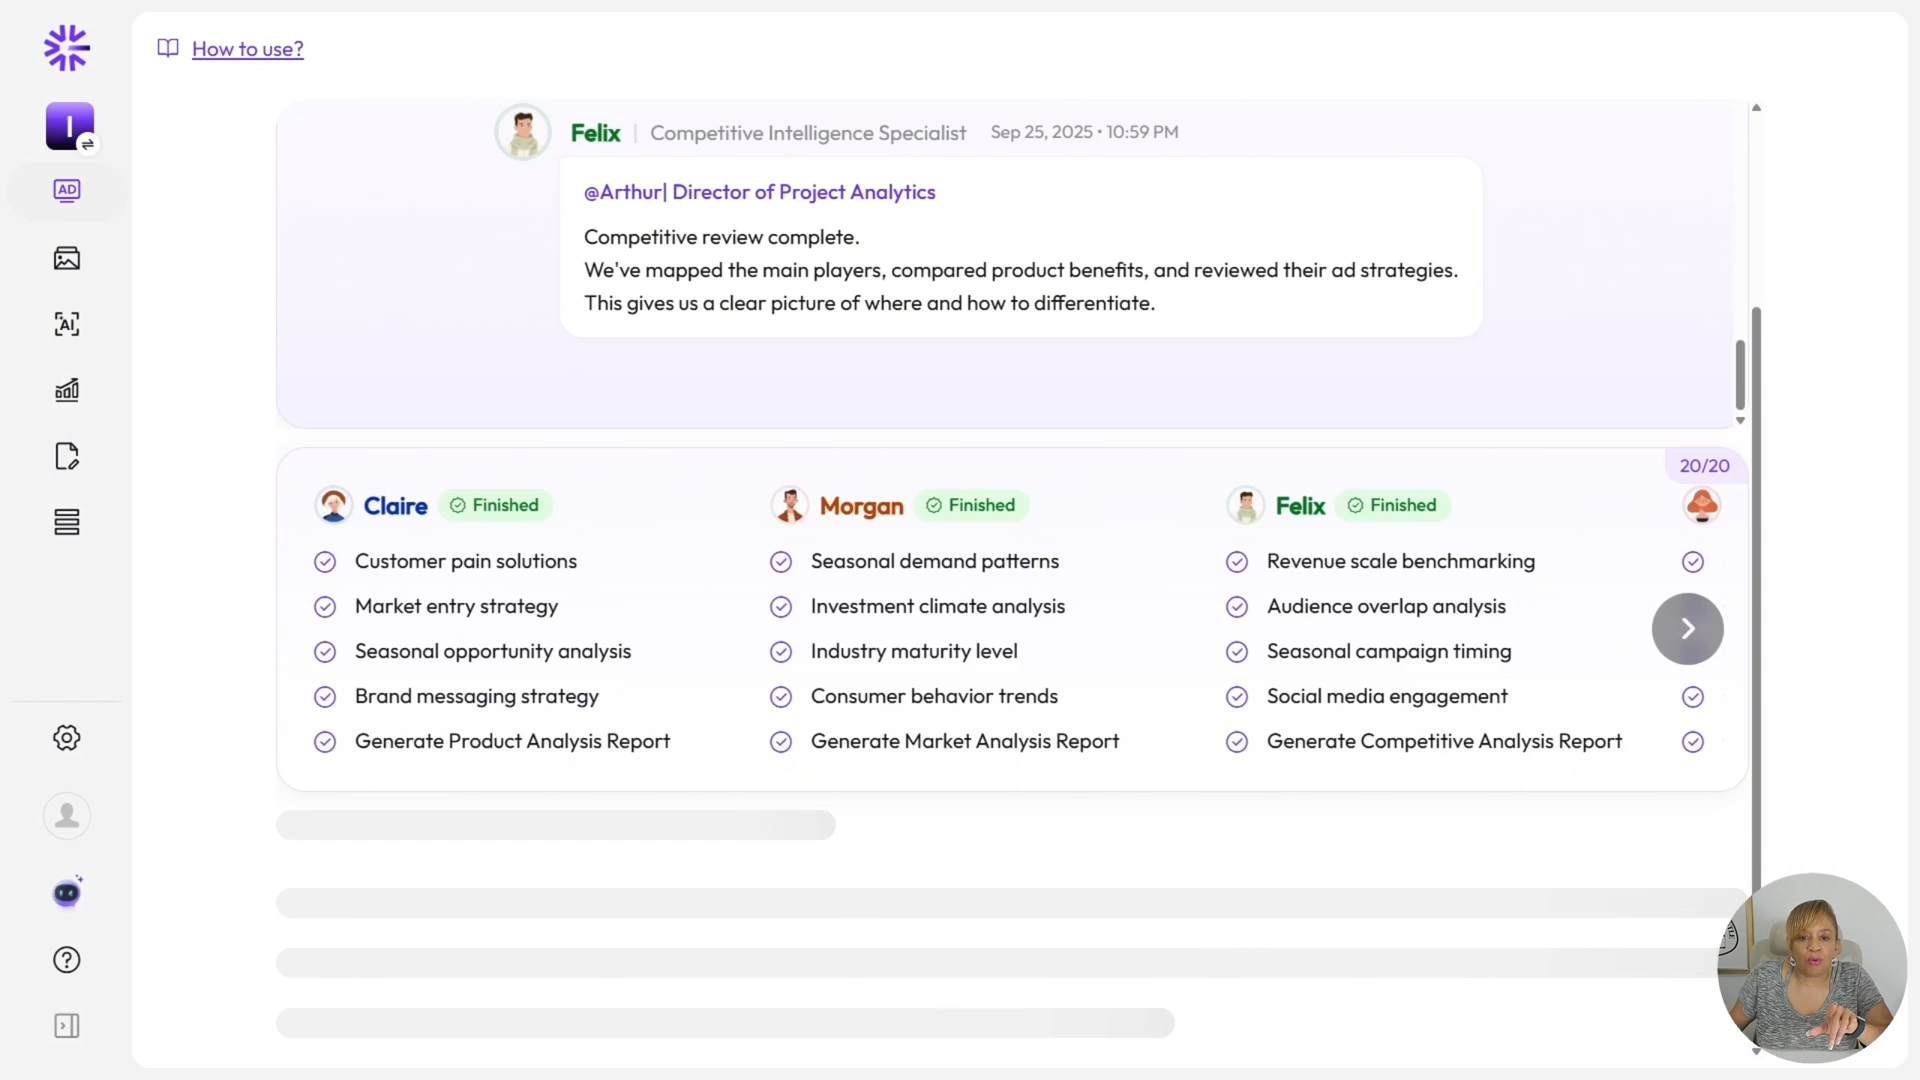 How to use?
I
AD
AI
Felix | Competitive Intelligence Specialist Sep 25, 2025 • 10:59 PM
@Arthur| Director of Project Analytics
Competitive review complete.
We've mapped the main players, compared product benefits, and reviewed their ad strategies.
This gives us a clear picture of where and how to differentiate.
20/20
Claire Finished
Customer pain solutions
Market entry strategy
Seasonal opportunity analysis
Brand messaging strategy
Generate Product Analysis Report
Morgan Finished
Seasonal demand patterns
Investment climate analysis
Industry maturity level
Consumer behavior trends
Generate Market Analysis Report
Felix Finished
Revenue scale benchmarking
Audience overlap analysis
Seasonal campaign timing
Social media engagement
Generate Competitive Analysis Report